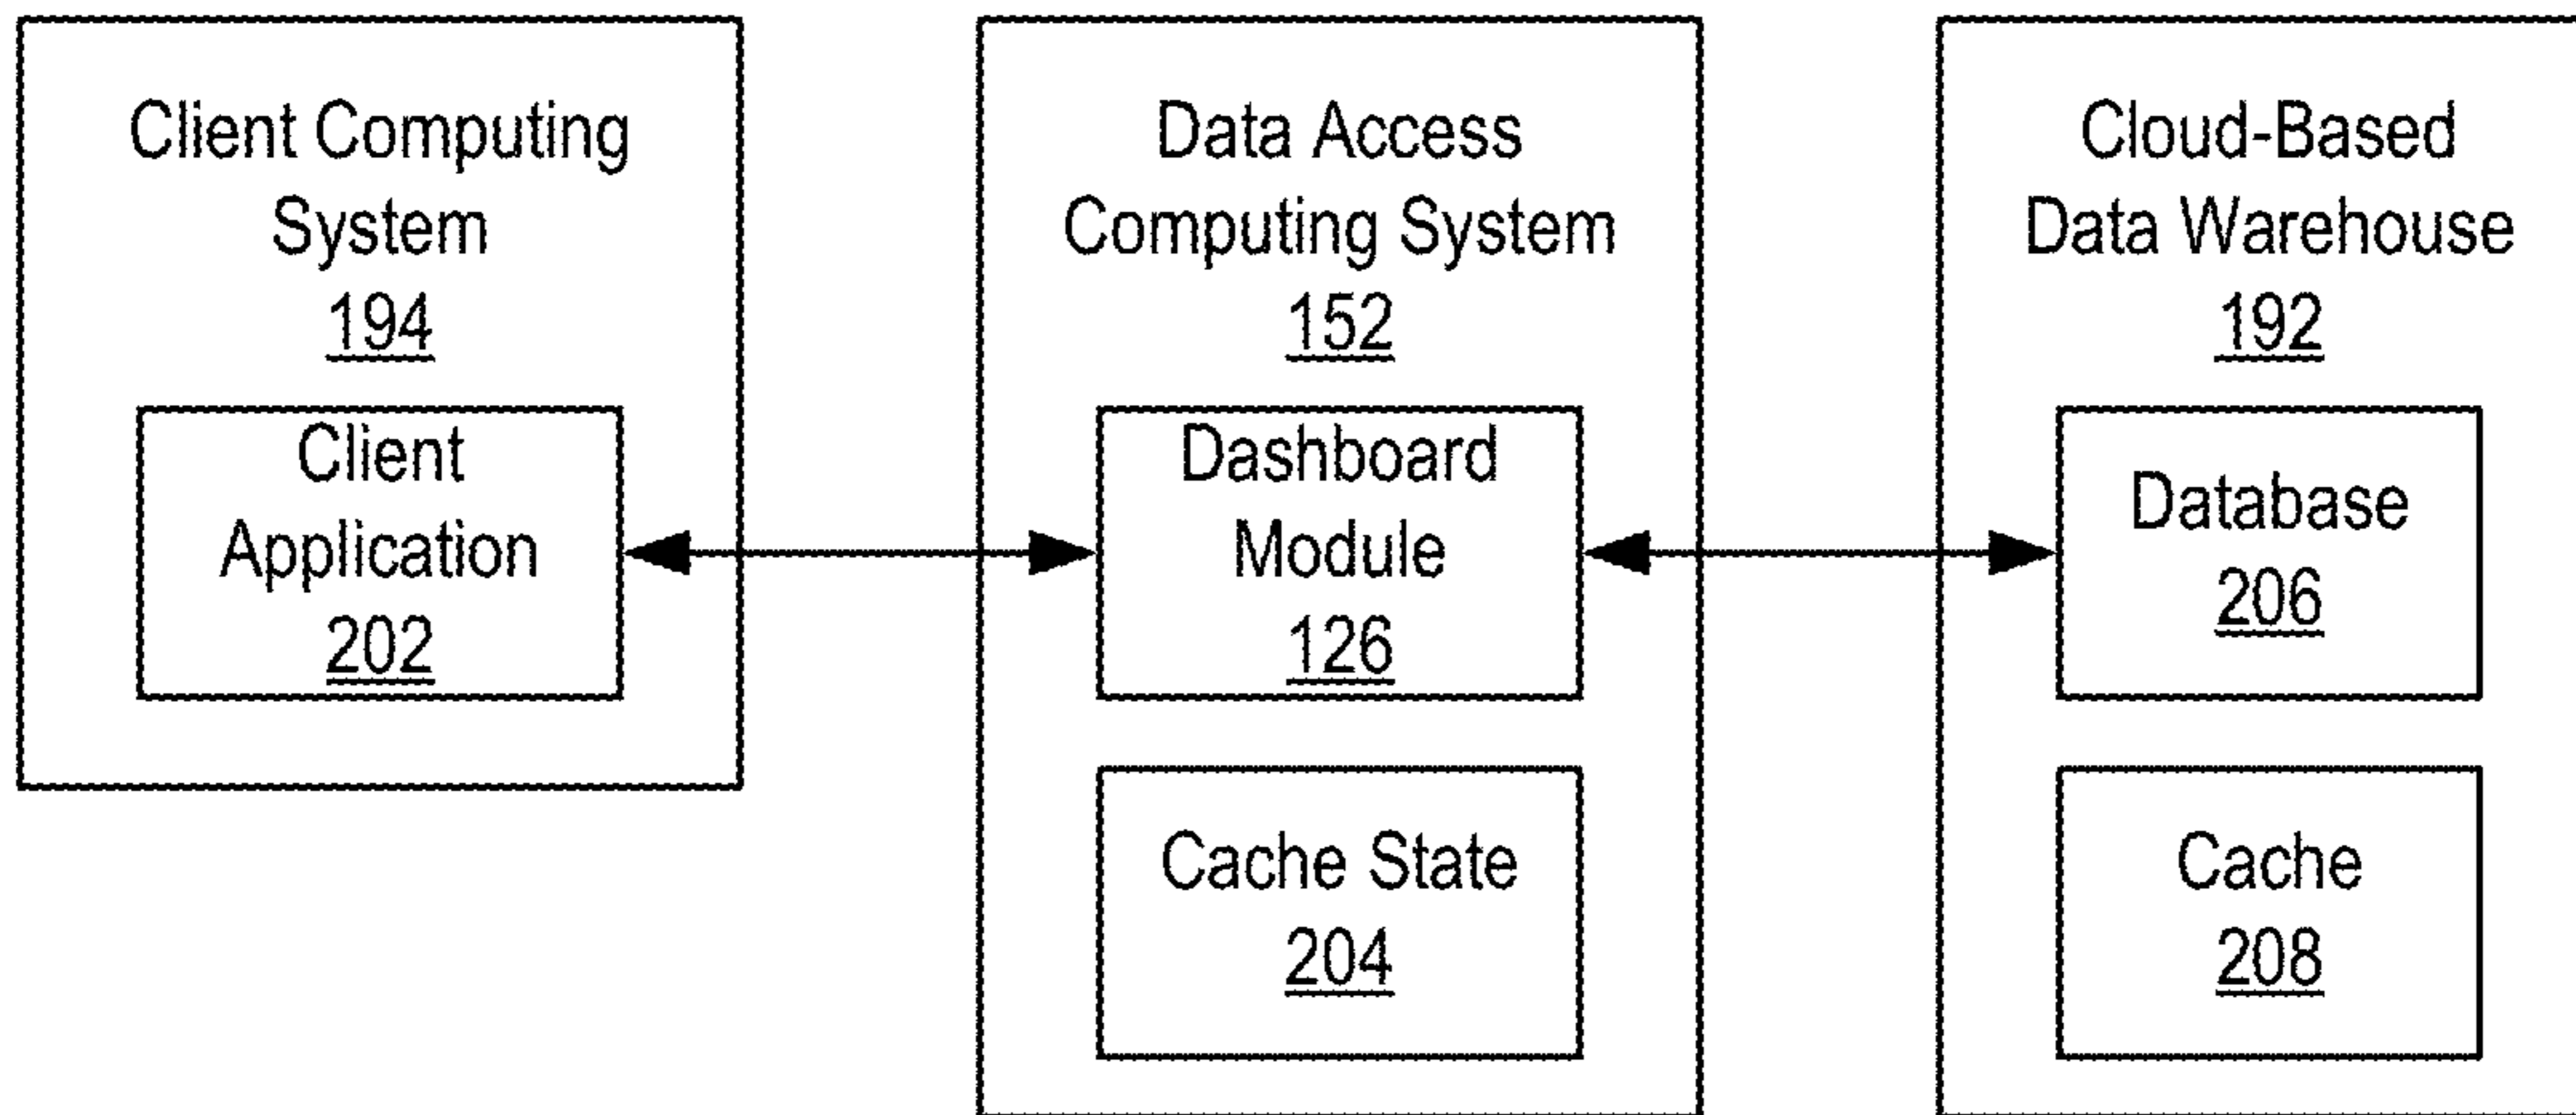 Client Computing
System
194
Client
Application
202
Data Access
Computing System
152
Dashboard
Module
126
Cache State
204
Cloud-Based
Data Warehouse
192
Database
206
Cache
208